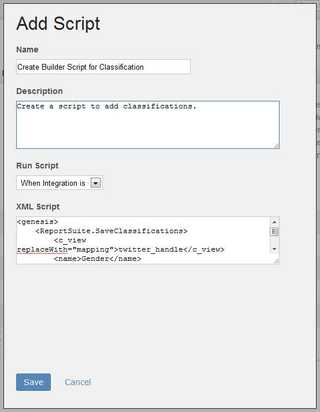 Add Script
Name
Create Builder Script for Classification
Description
Create a script to add classifications.
Run Script
When Integration is
XML Script
<genesis>
<ReportSuite.SaveClassifications>
<c_view
replaceWith="mapping">twitter_handle</c_view>
<name>Gender</name>
Save
Cancel